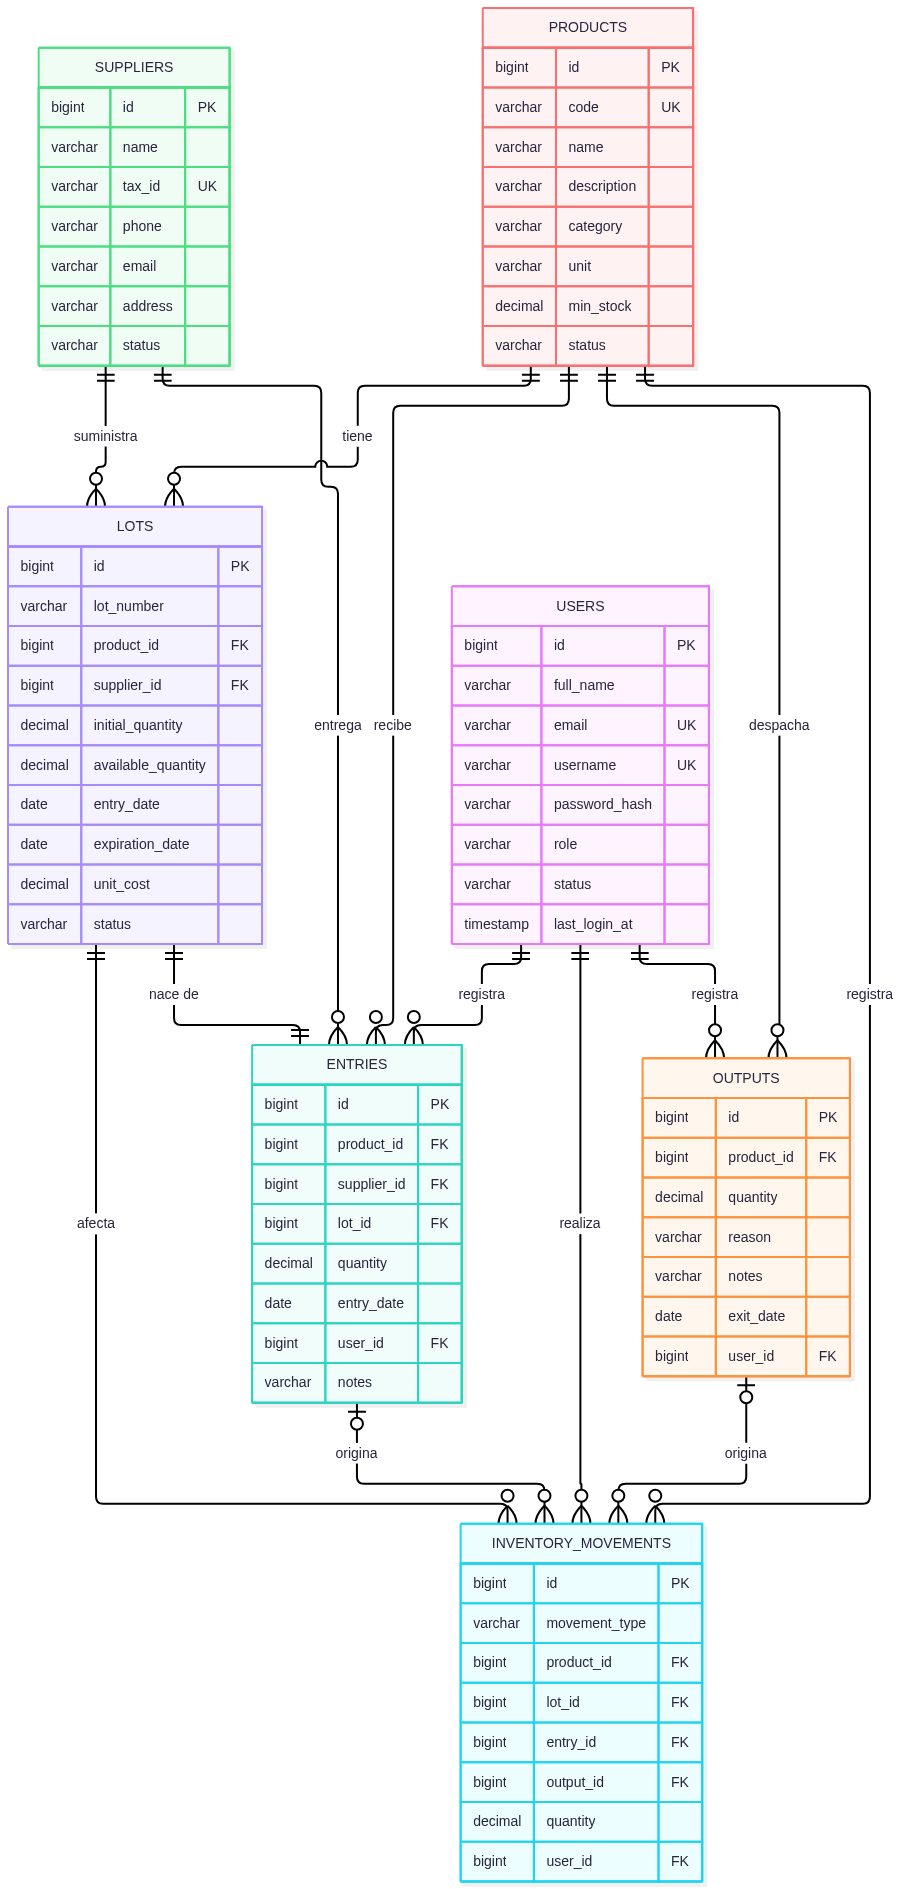 PRODUCTS
bigint id PK
varchar code UK
varchar name
varchar description
varchar category
varchar unit
decimal min_stock
varchar status
SUPPLIERS
bigint id PK
varchar name
varchar tax_id UK
varchar phone
varchar email
varchar address
varchar status
suministra
tiene
LOTS
bigint id PK
varchar lot_number
bigint product_id FK
bigint supplier_id FK
decimal initial_quantity
decimal available_quantity
date entry_date
date expiration_date
decimal unit_cost
varchar status
entrega
recibe
USERS
bigint id PK
varchar full_name
varchar email UK
varchar username UK
varchar password_hash
varchar role
varchar status
timestamp last_login_at
despacha
nace de
registra
registra
registra
ENTRIES
bigint id PK
bigint product_id FK
bigint supplier_id FK
bigint lot_id FK
decimal quantity
date entry_date
bigint user_id FK
varchar notes
OUTPUTS
bigint id PK
bigint product_id FK
decimal quantity
varchar reason
varchar notes
date exit_date
bigint user_id FK
afecta
realiza
origina
origina
INVENTORY_MOVEMENTS
bigint id PK
varchar movement_type
bigint product_id FK
bigint lot_id FK
bigint entry_id FK
bigint output_id FK
decimal quantity
bigint user_id FK